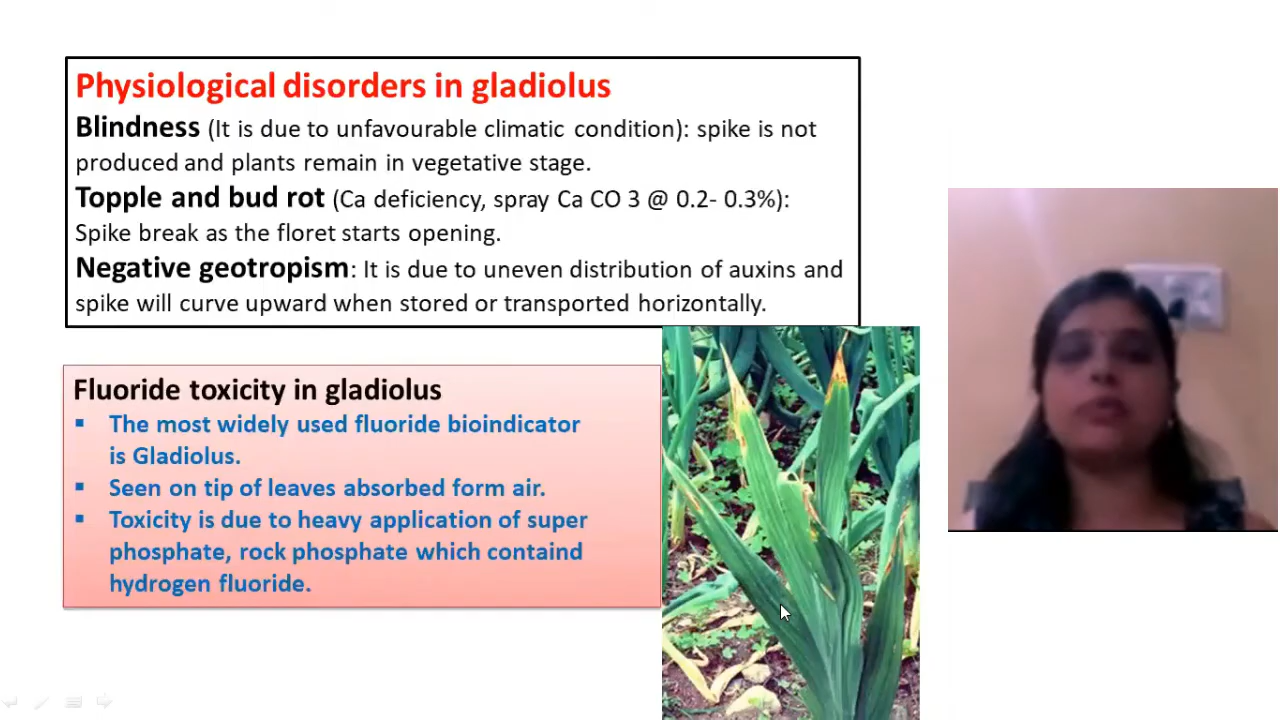 Physiological disorders in gladiolus
Blindness (It is due to unfavourable climatic condition): spike is not
produced and plants remain in vegetative stage.
Topple and bud rot (Ca deficiency, spray Ca CO 3 @ 0.2- 0.3%):
Spike break as the floret starts opening.
Negative geotropism: It is due to uneven distribution of auxins and
spike will curve upward when stored or transported horizontally.
Fluoride toxicity in gladiolus
▪ The most widely used fluoride bioindicator
is Gladiolus.
▪ Seen on tip of leaves absorbed form air.
▪ Toxicity is due to heavy application of super
phosphate, rock phosphate which containd
hydrogen fluoride.